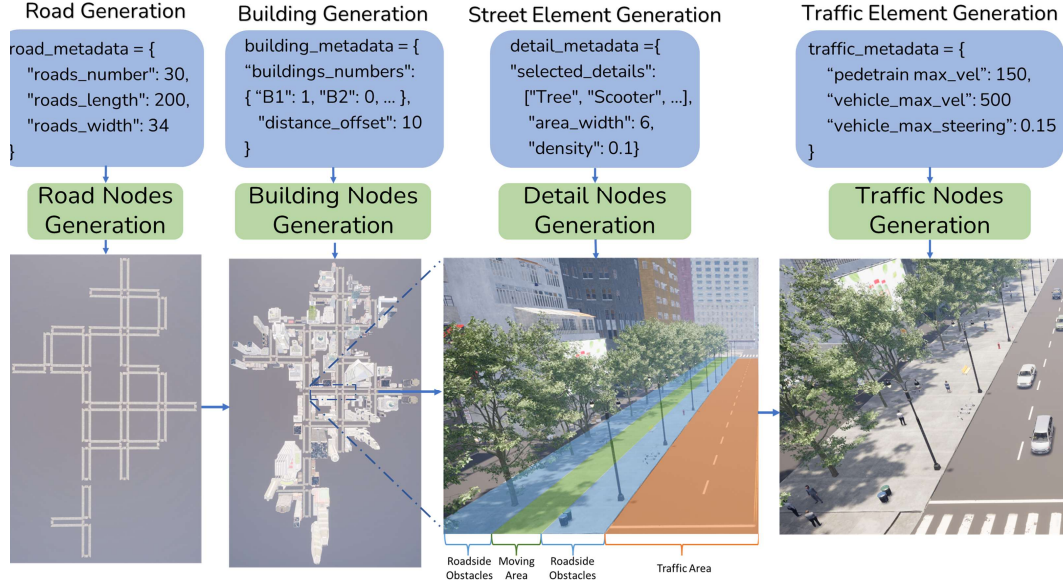 Road Generation
road_metadata = {
"roads_number": 30,
"roads_length": 200,
"roads_width": 34
}
Road Nodes
Generation
Building Generation
building_metadata = {
“buildings_numbers":
{ “B1": 1, "B2": 0, ... },
"distance_offset": 10
}
Building Nodes
Generation
Street Element Generation
detail_metadata ={
"selected_details":
["Tree", "Scooter", ...],
"area_width": 6,
"density": 0.1}
Detail Nodes
Generation
Traffic Element Generation
traffic_metadata = {
“pedetrain max_vel”: 150,
“vehicle_max_vel”: 500
“vehicle_max_steering”: 0.15
}
Traffic Nodes
Generation
Roadside
Obstacles
Moving
Area
Roadside
Obstacles
Traffic Area